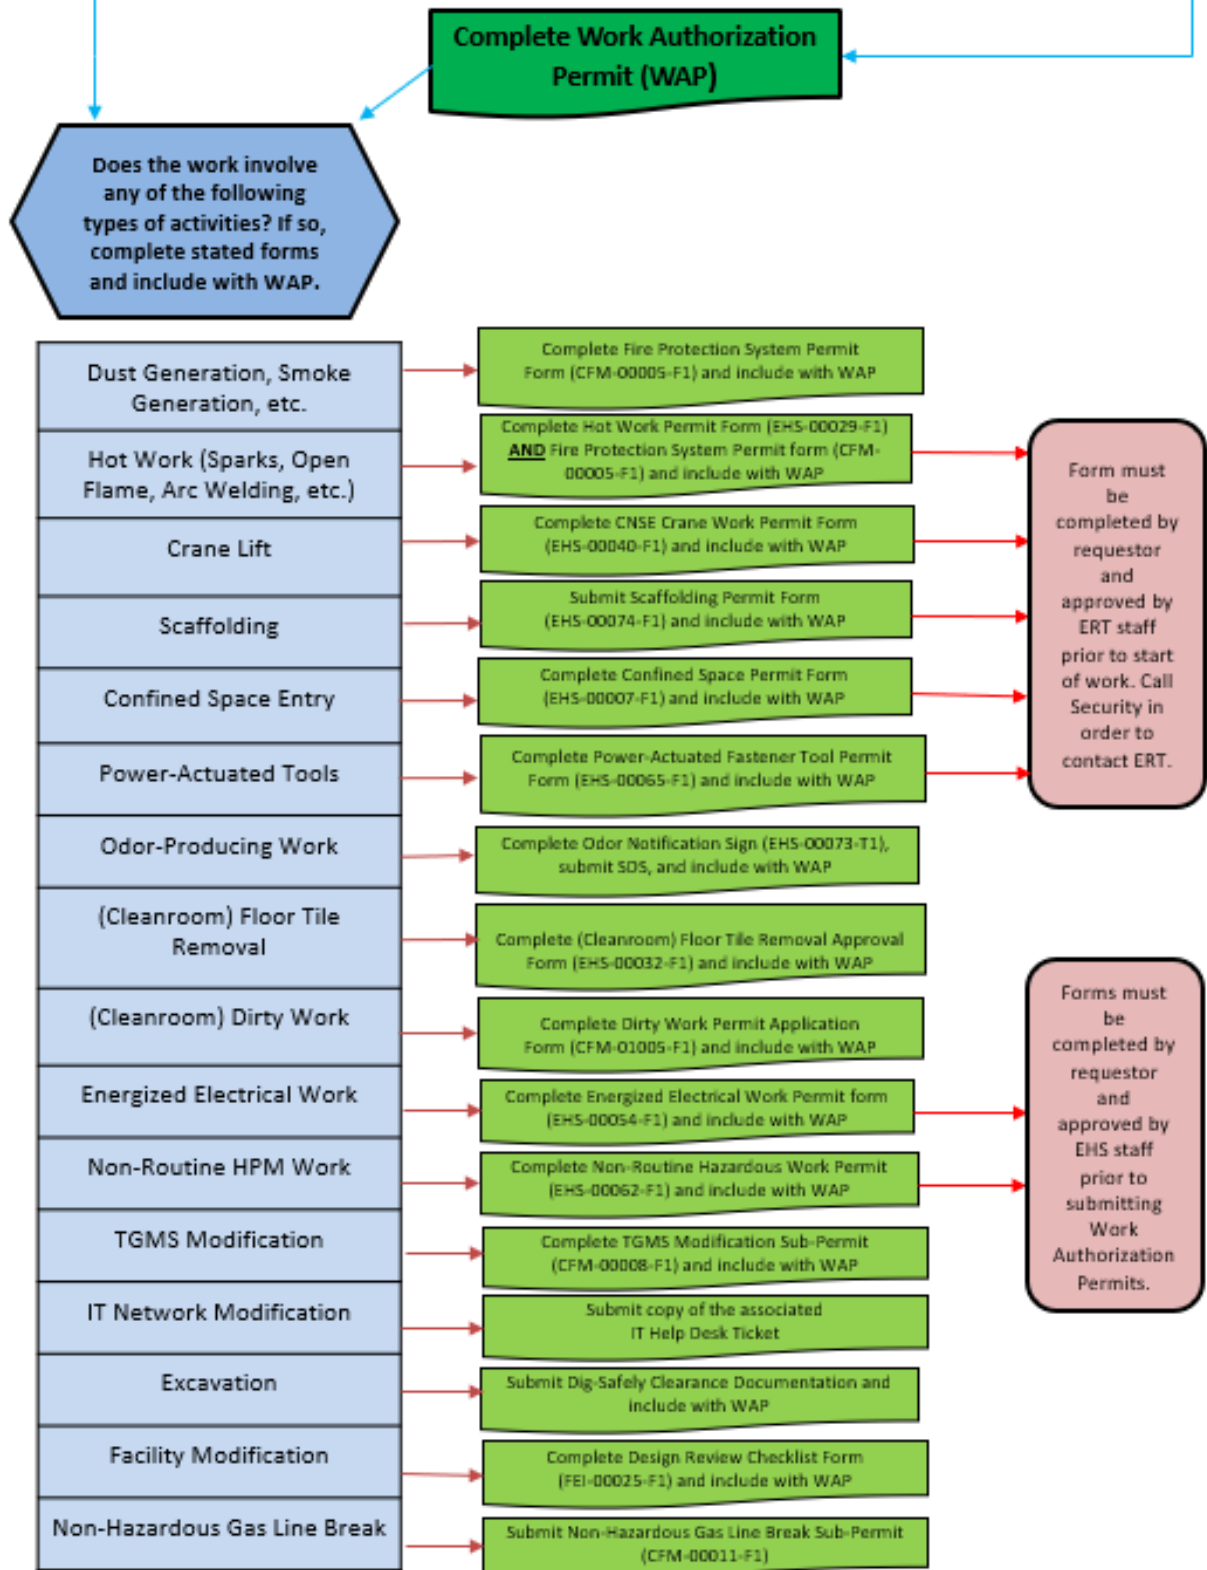 Complete Work Authorization
Permit (WAP)
Does the work involve
any of the following
types of activities? If so,
complete stated forms
and include with WAP.
Dust Generation, Smoke
Generation, etc.
Complete Fire Protection System Permit
Form (CFM-00005-F1) and include with WAP
Hot Work (Sparks, Open
Flame, Arc Welding, etc.)
Complete Hot Work Permit Form (EHS-00029-F1)
AND Fire Protection System Permit form (CFM-
00005-F1) and include with WAP
Crane Lift
Complete CNSE Crane Work Permit Form
(EHS-00040-F1) and include with WAP
Scaffolding
Submit Scaffolding Permit Form
(EHS-00074-F1) and include with WAP
Confined Space Entry
Complete Confined Space Permit Form
(EHS-00007-F1) and include with WAP
Power-Actuated Tools
Complete Power-Actuated Fastener Tool Permit
Form (EHS-00065-F1) and include with WAP
Form must
be
completed by
requestor
and
approved by
ERT staff
prior to start
of work. Call
Security in
order to
contact ERT.
Odor-Producing Work
Complete Odor Notification Sign (EHS-00073-T1),
submit SDS, and include with WAP
(Cleanroom) Floor Tile
Removal
Complete (Cleanroom) Floor Tile Removal Approval
Form (EHS-00032-F1) and include with WAP
(Cleanroom) Dirty Work
Complete Dirty Work Permit Application
Form (CFM-01005-F1) and include with WAP
Energized Electrical Work
Complete Energized Electrical Work Permit form
(EHS-00054-F1) and include with WAP
Non-Routine HPM Work
Complete Non-Routine Hazardous Work Permit
(EHS-00062-F1) and include with WAP
Forms must
be
completed by
requestor
and
approved by
EHS staff
prior to
submitting
Work
Authorization
Permits.
TGMS Modification
Complete TGMS Modification Sub-Permit
(CFM-00008-F1) and include with WAP
IT Network Modification
Submit copy of the associated
IT Help Desk Ticket
Excavation
Submit Dig-Safely Clearance Documentation and
include with WAP
Facility Modification
Complete Design Review Checklist Form
(FEI-00025-F1) and include with WAP
Non-Hazardous Gas Line Break
Submit Non-Hazardous Gas Line Break Sub-Permit
(CFM-00011-F1)